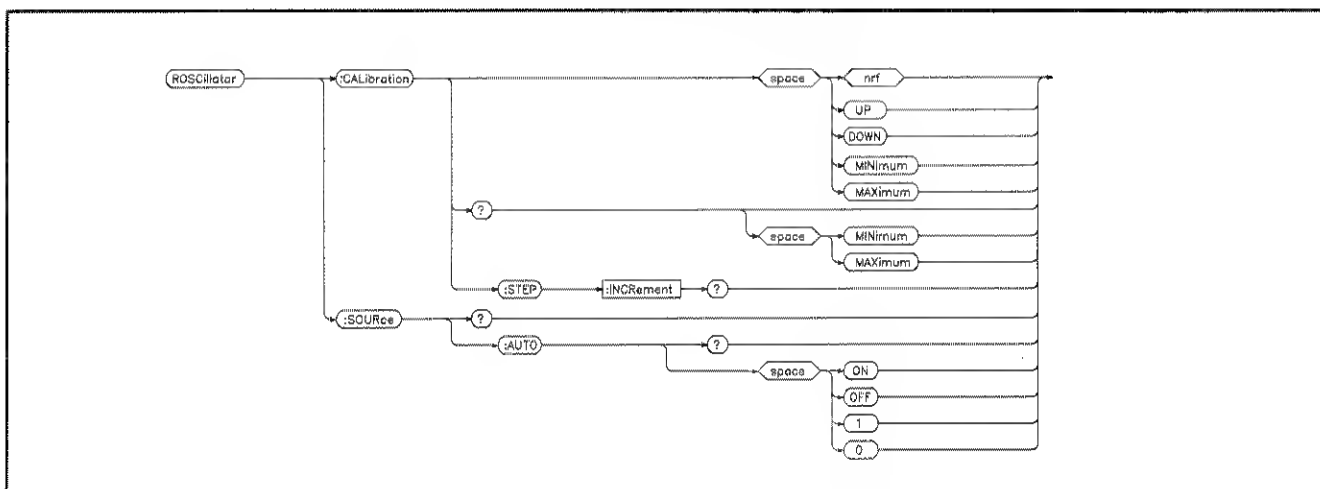 ROSCillator :CALibration space nrf
UP
DOWN
MINimum
MAXimum
?
space MINimum
MAXimum
:STEP :INCRement ?
:SOURce ?
:AUTO ?
space ON
OFF
1
0